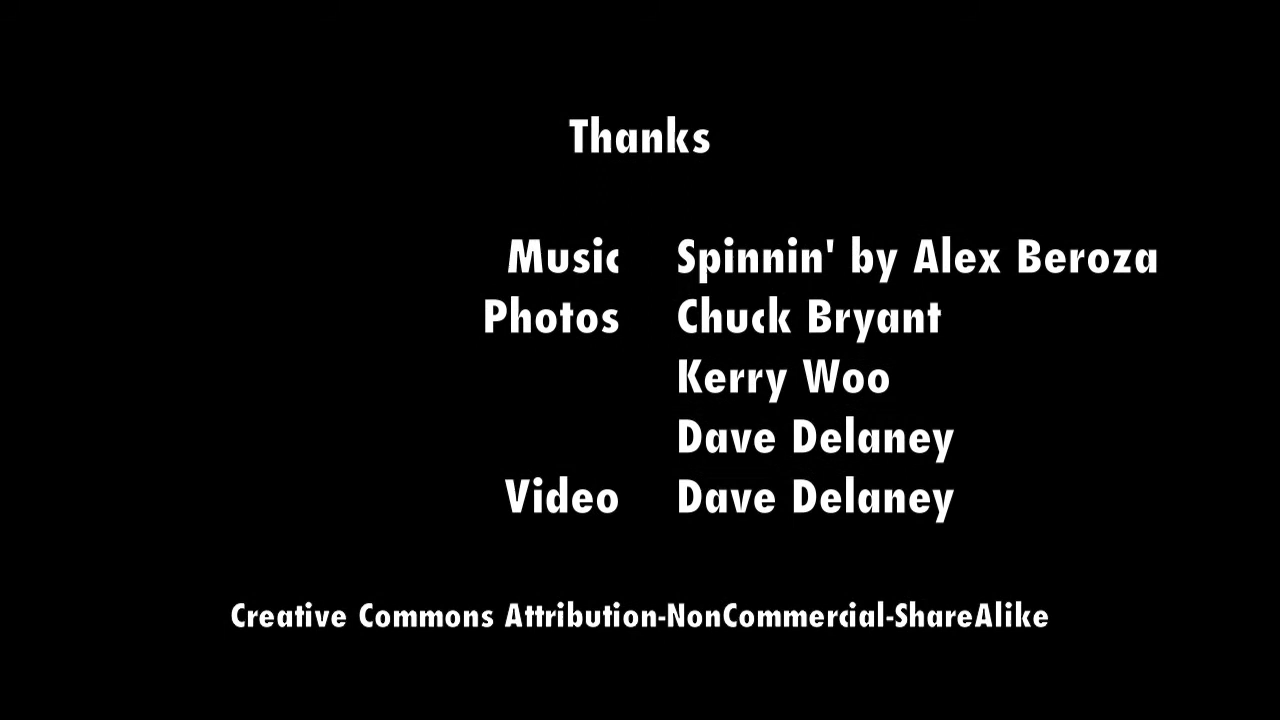 Thanks
Music Spinnin' by Alex Beroza
Photos Chuck Bryant
Kerry Woo
Dave Delaney
Video Dave Delaney
Creative Commons Attribution-NonCommercial-ShareAlike